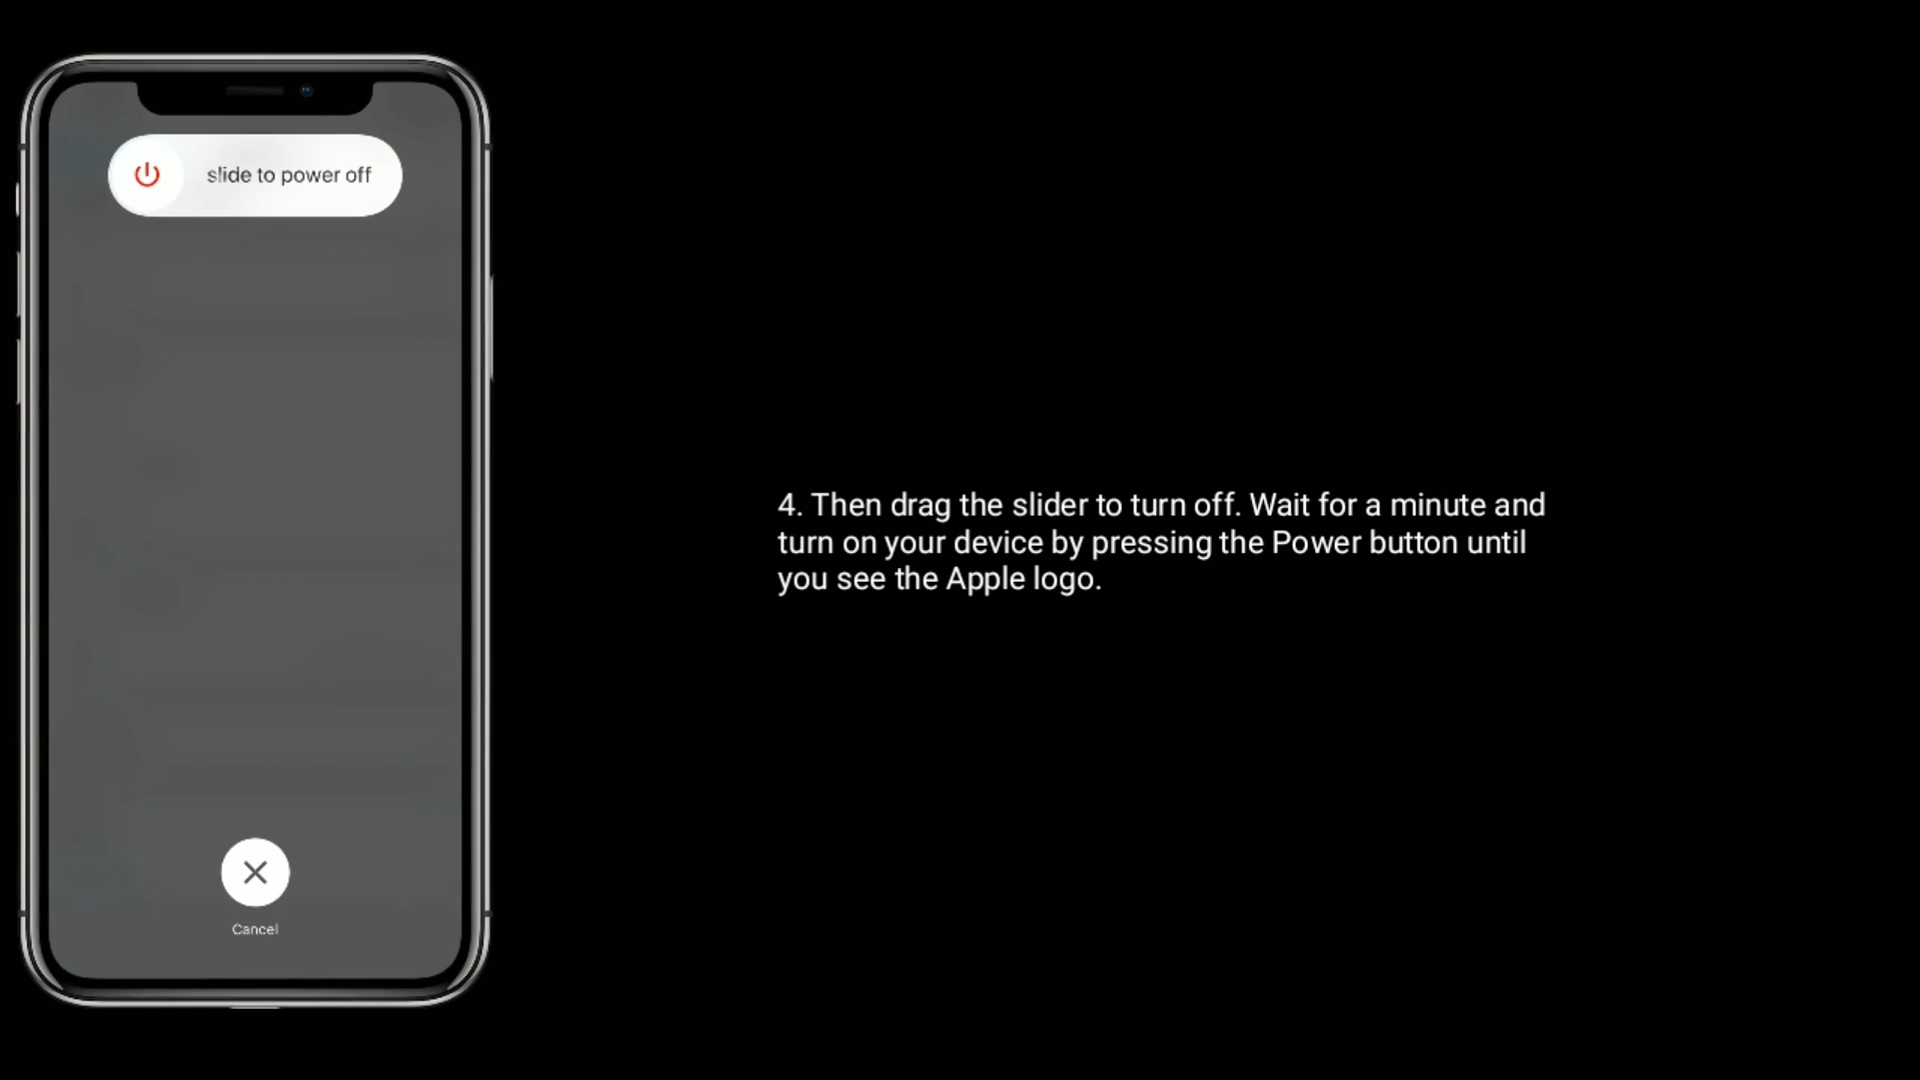 slide to power off
Cancel
4. Then drag the slider to turn off. Wait for a minute and
turn on your device by pressing the Power button until
you see the Apple logo.